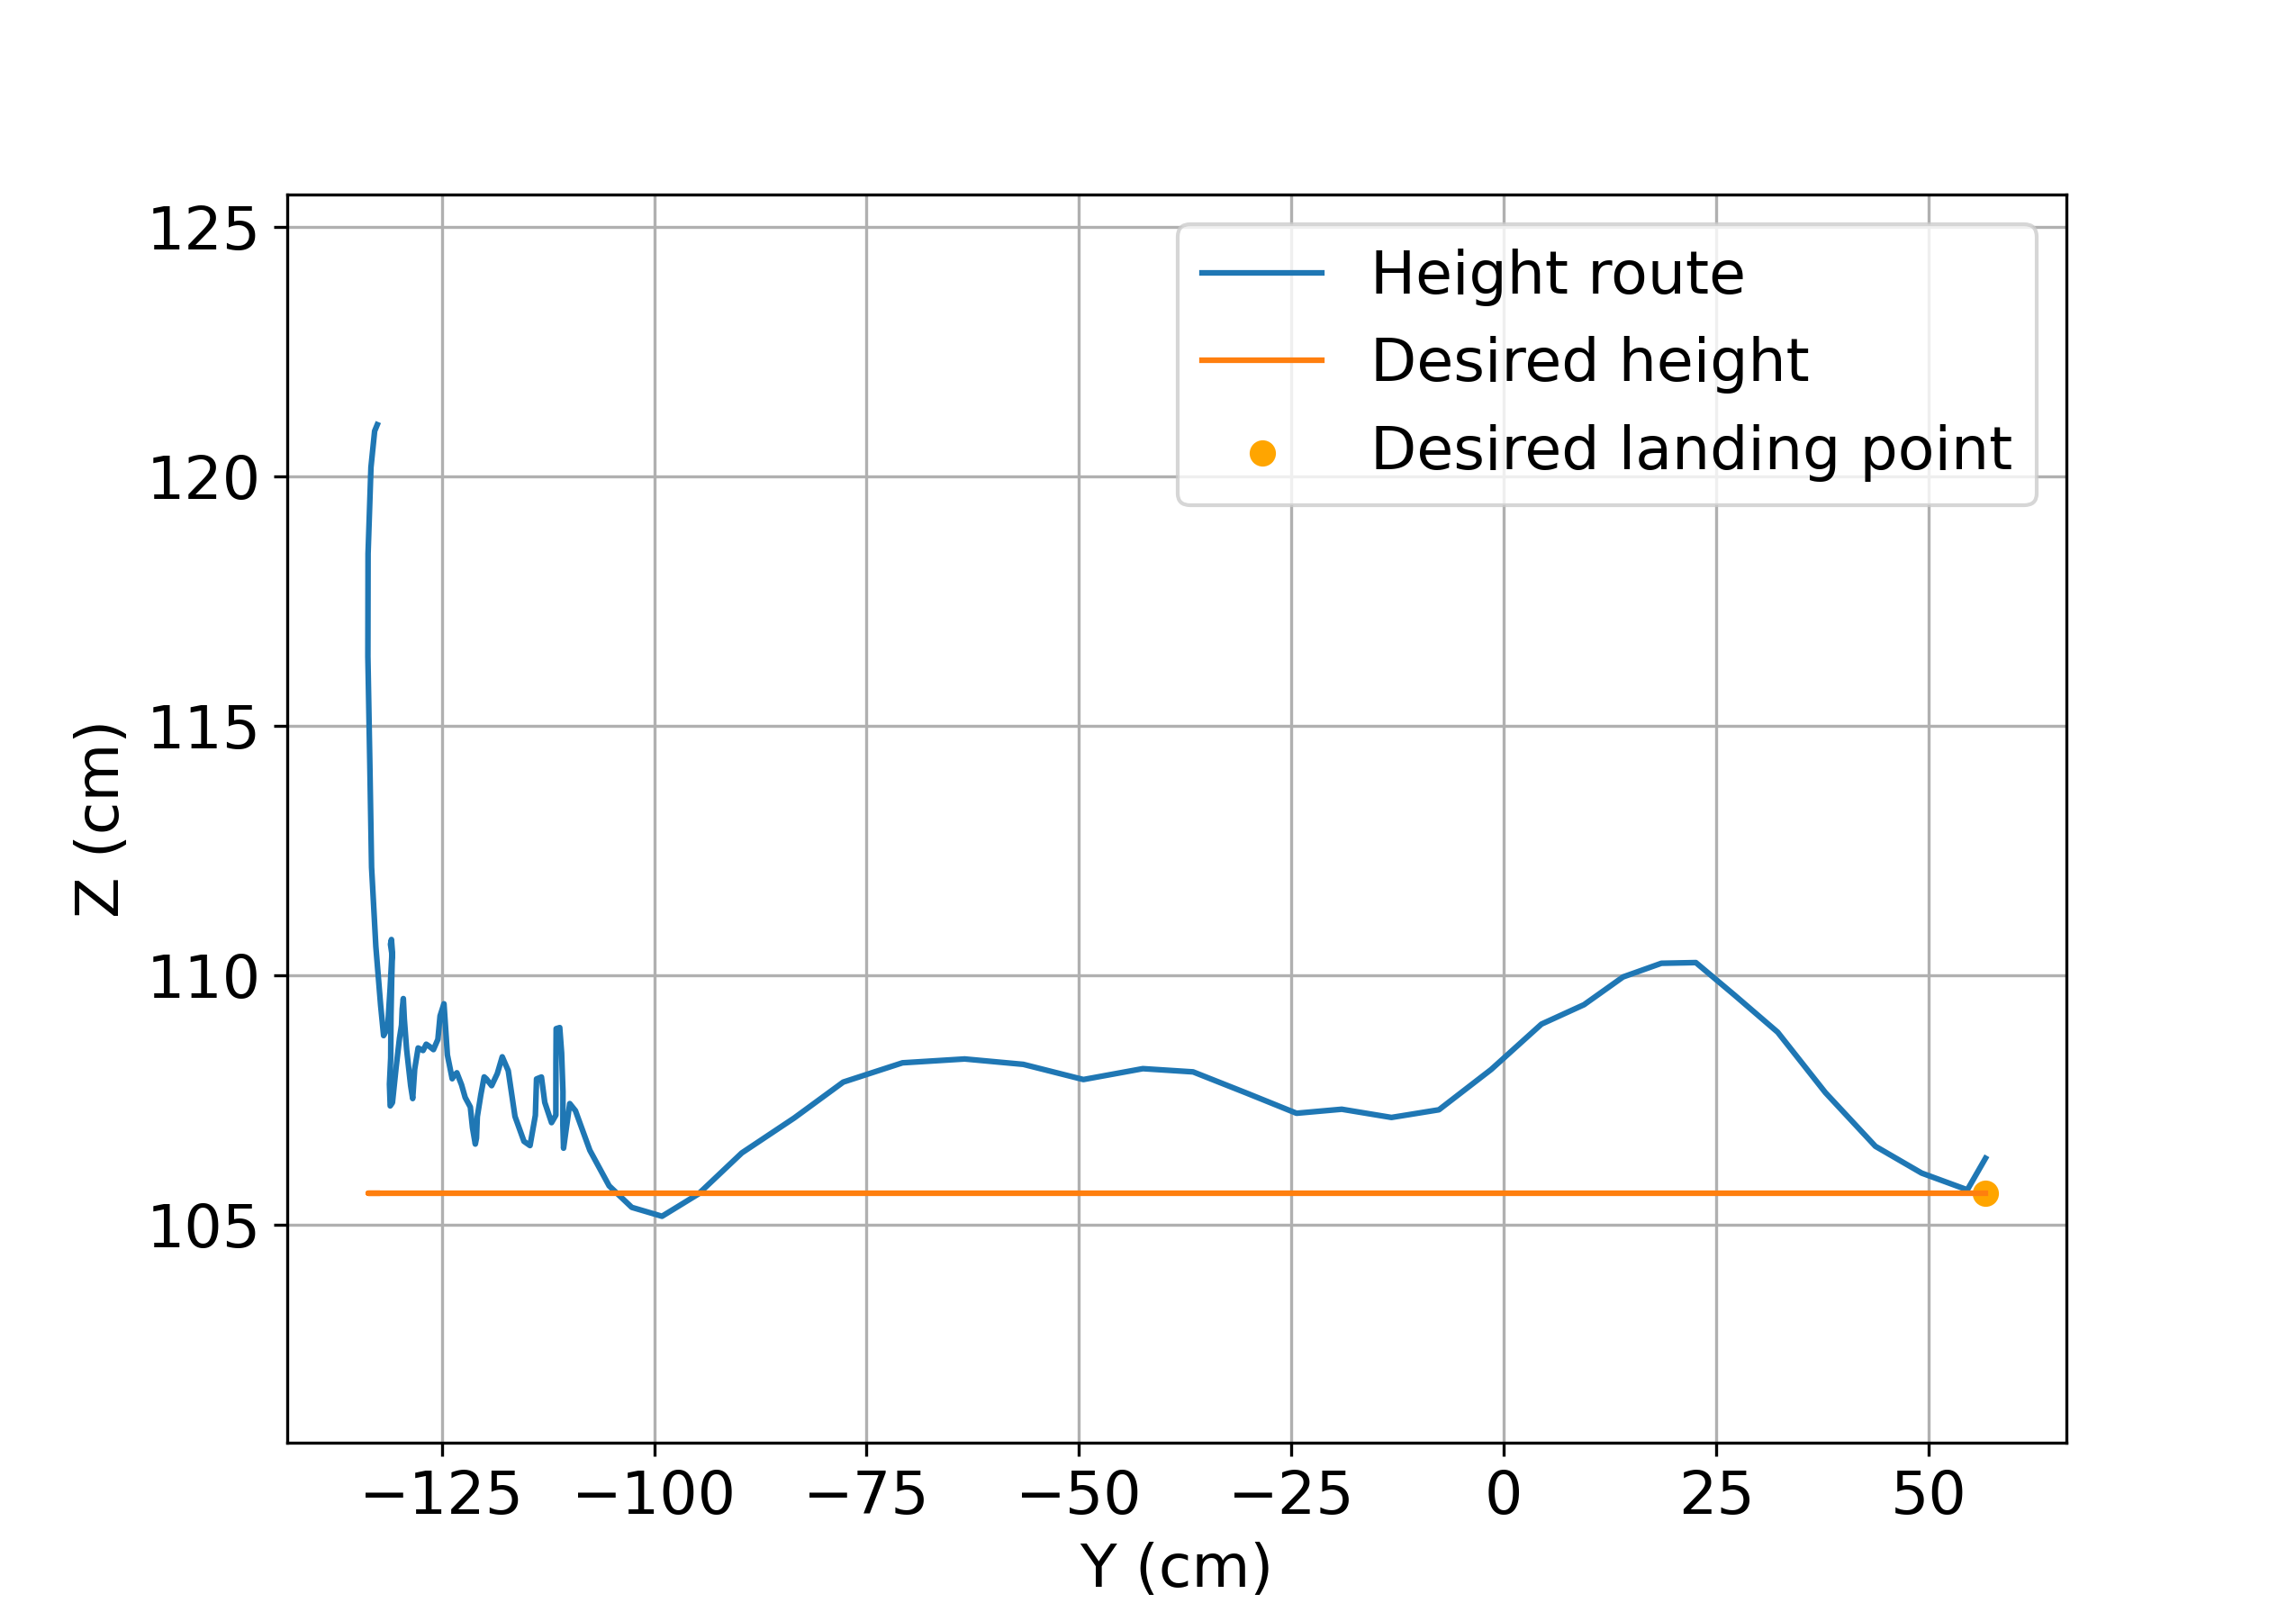 125
120
115
110
105
Z (cm)
Height route
Desired height
Desired landing point
−125 −100 −75 −50 −25 0 25 50
Y (cm)